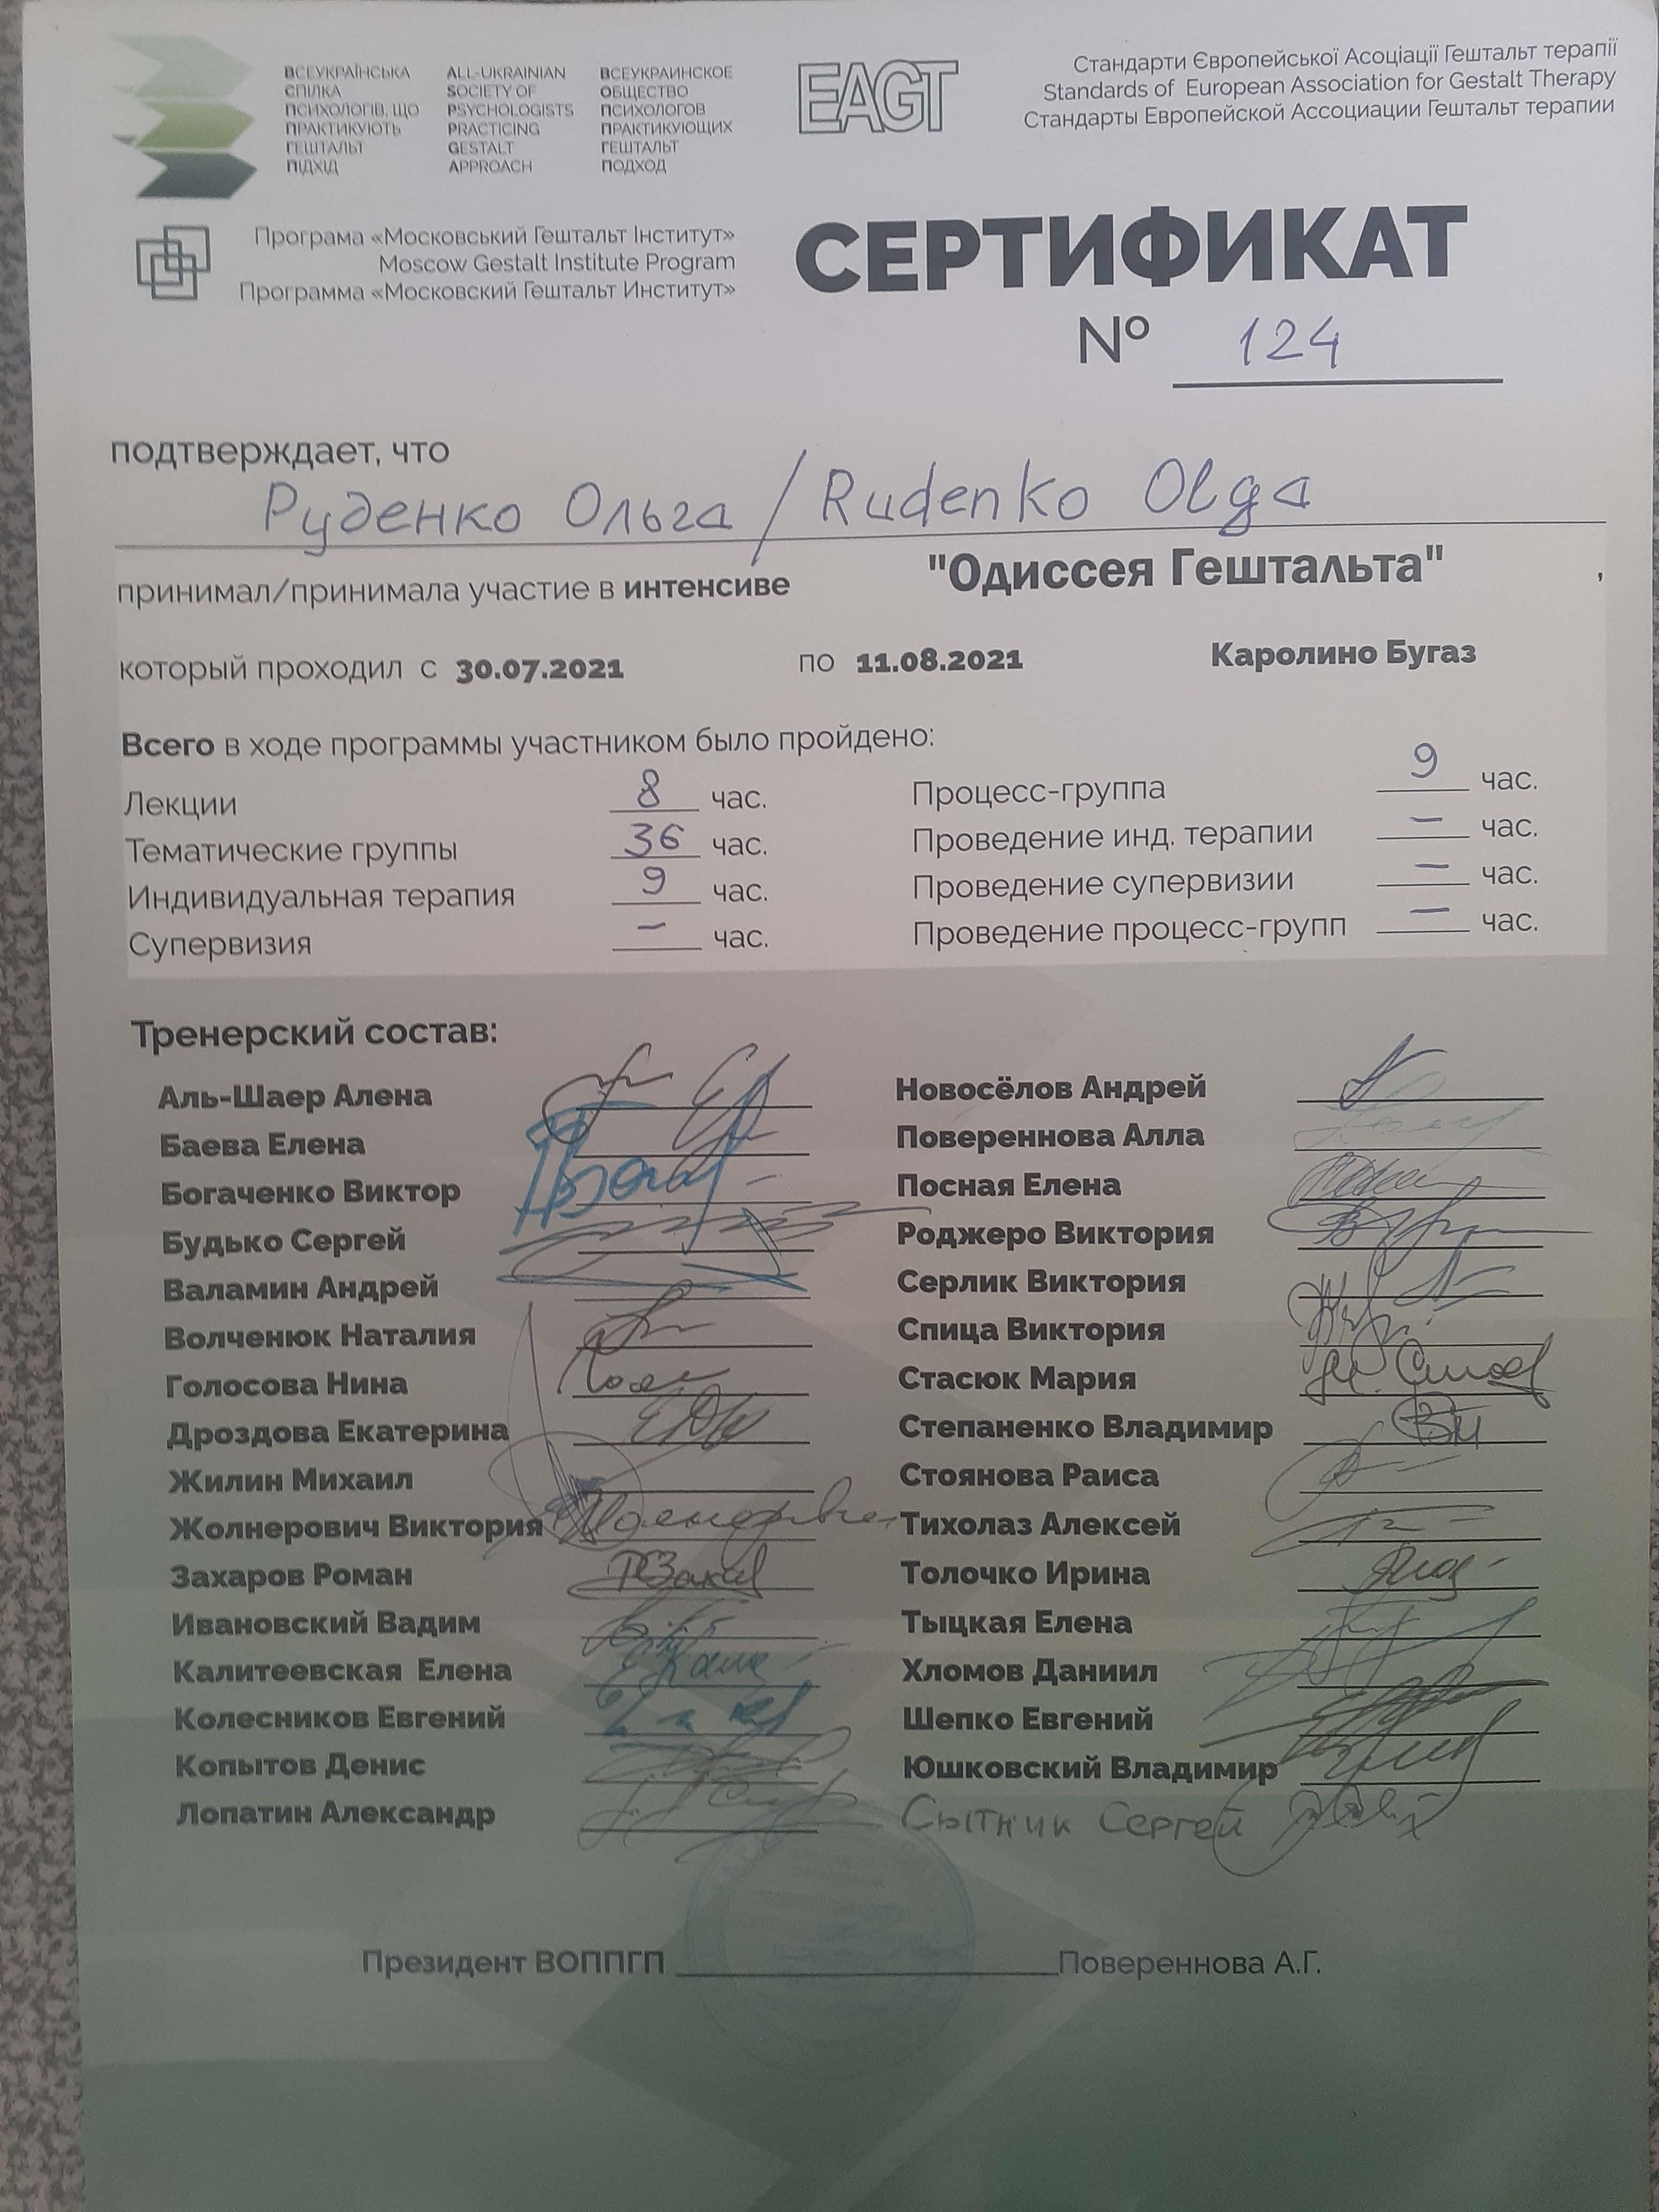 ВСЕУКРАЇНСЬКА
СПІЛКА
ПСИХОЛОГІВ, ЩО
ПРАКТИКУЮТЬ
ГЕШТАЛЬТ
ПІДХІД
ALL-UKRAINIAN
SOCIETY OF
PSYCHOLOGISTS
PRACTICING
GESTALT
APPROACH
ВСЕУКРАИНСКОЕ
ОБЩЕСТВО
ПСИХОЛОГОВ
ПРАКТИКУЮЩИХ
ГЕШТАЛЬТ
ПОДХОД
EAGT
Стандарти Європейської Асоціації Гештальт терапії
Standards of European Association for Gestalt Therapy
Стандарты Европейской Ассоциации Гештальт терапии
Програма «Московський Гештальт Інститут»
Moscow Gestalt Institute Program
Программа «Московский Гештальт Институт»
СЕРТИФИКАТ
№ 124
подтверждает, что
Руденко Ольга / Rudenko Olga
принимал/принимала участие в интенсиве "Одиссея Гештальта" ,
который проходил с 30.07.2021 по 11.08.2021 Каролино Бугаз
Всего в ходе программы участником было пройдено:
Лекции 8 час. Процесс-группа 9 час.
Тематические группы 36 час. Проведение инд. терапии – час.
Индивидуальная терапия 9 час. Проведение супервизии – час.
Супервизия – час. Проведение процесс-групп – час.
Тренерский состав:
Аль-Шаер Алена Новосёлов Андрей
Баева Елена Повереннова Алла
Богаченко Виктор Посная Елена
Будько Сергей Роджеро Виктория
Валамин Андрей Серлик Виктория
Волченюк Наталия Спица Виктория
Голосова Нина Стасюк Мария
Дроздова Екатерина Степаненко Владимир
Жилин Михаил Стоянова Раиса
Жолнерович Виктория Тихолаз Алексей
Захаров Роман Толочко Ирина
Ивановский Вадим Тыцкая Елена
Калитеевская Елена Хломов Даниил
Колесников Евгений Шепко Евгений
Копытов Денис Юшковский Владимир
Лопатин Александр Сытник Сергей
Президент ВОППГП Повереннова А.Г.